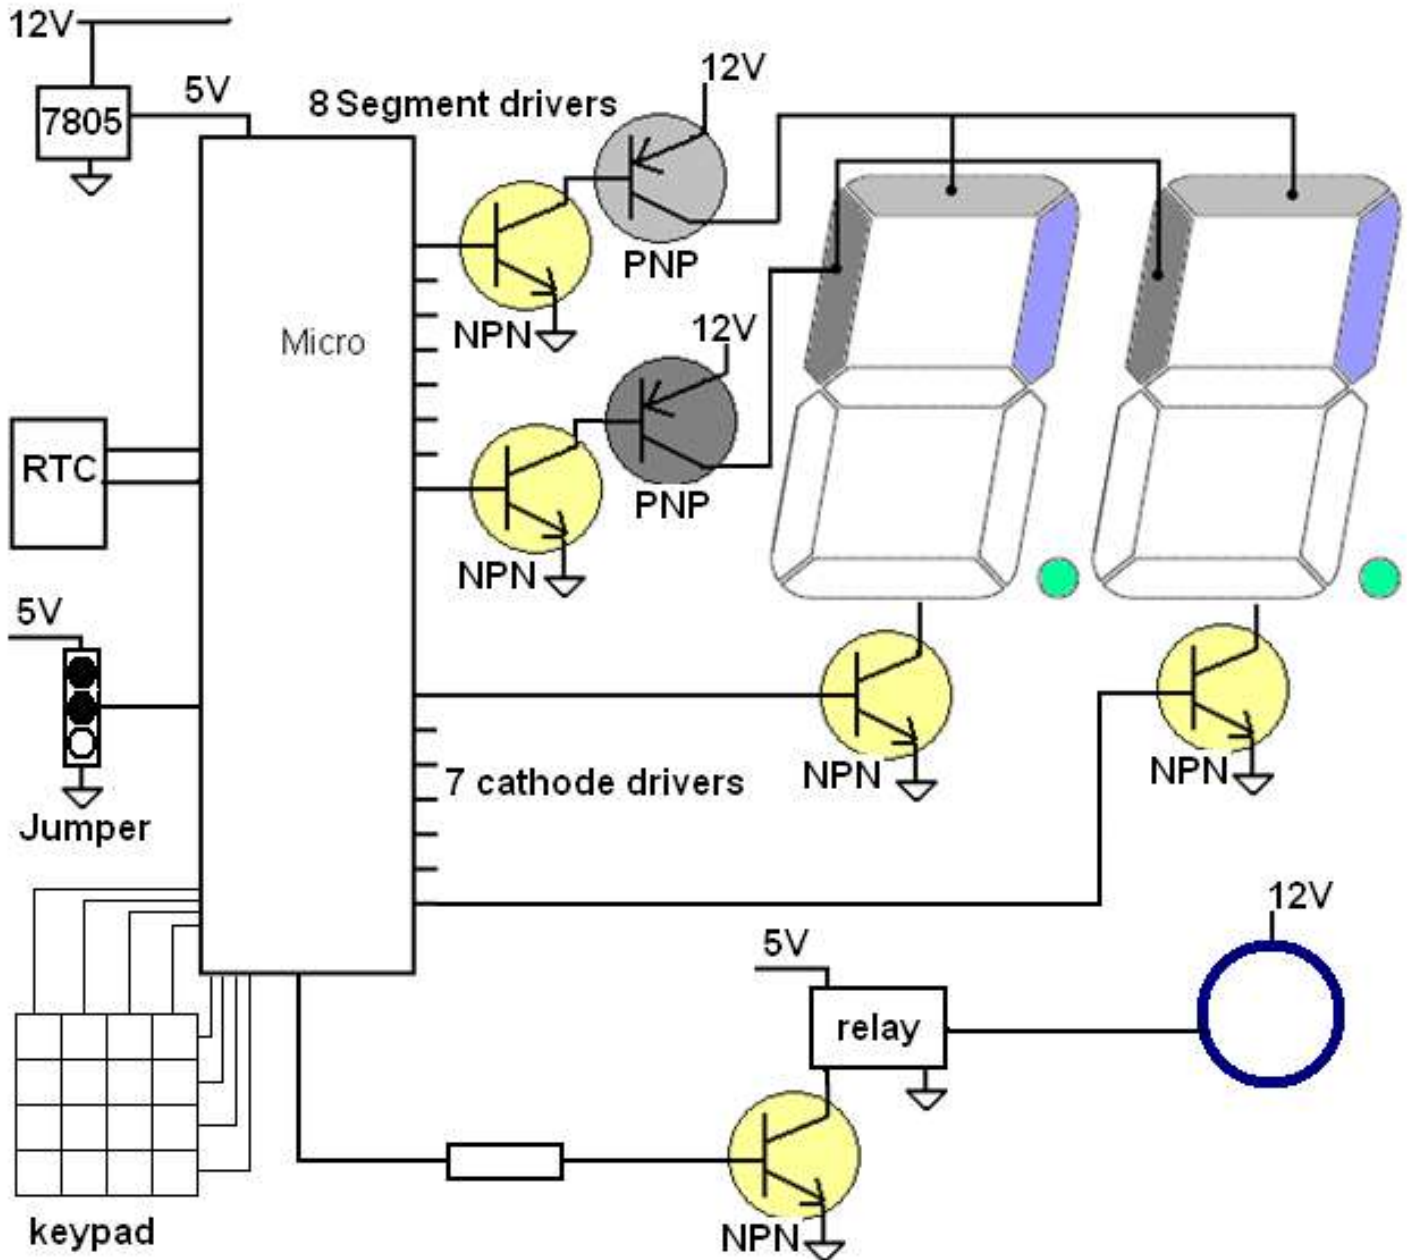 12V
7805
5V
8 Segment drivers
12V
PNP
NPN
Micro
12V
PNP
NPN
RTC
5V
Jumper
7 cathode drivers
NPN
NPN
12V
5V
relay
keypad
NPN